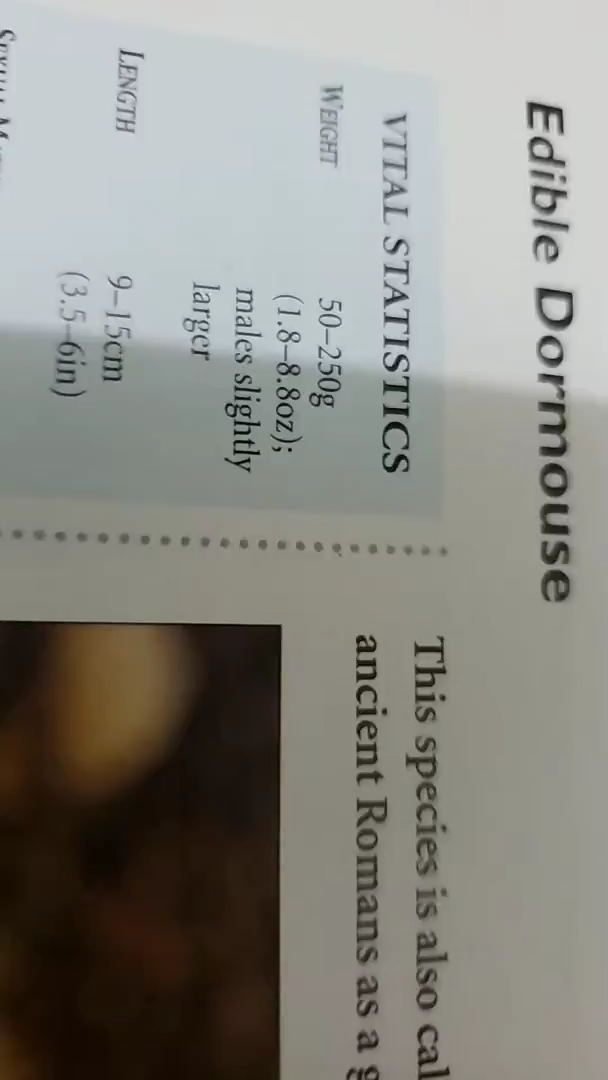 Edible Dormouse
VITAL STATISTICS
WEIGHT 50–250g
(1.8–8.8oz);
males slightly
larger
LENGTH 9–15cm
(3.5–6in)
This species is also cal
ancient Romans as a g